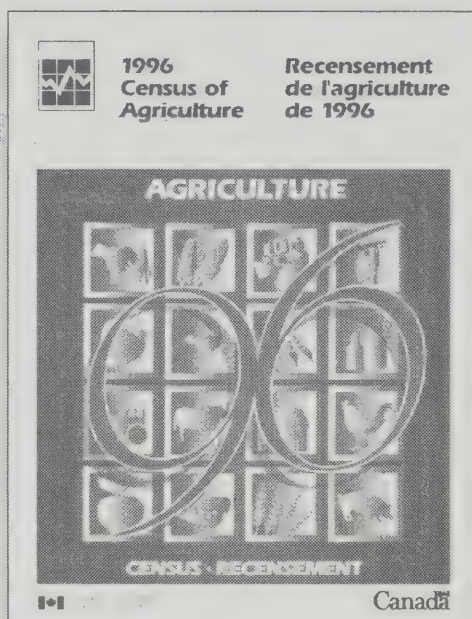 1996
Census of
Agriculture
Recensement
de l'agriculture
de 1996
AGRICULTURE
96
CENSUS • RECENSEMENT
Canada